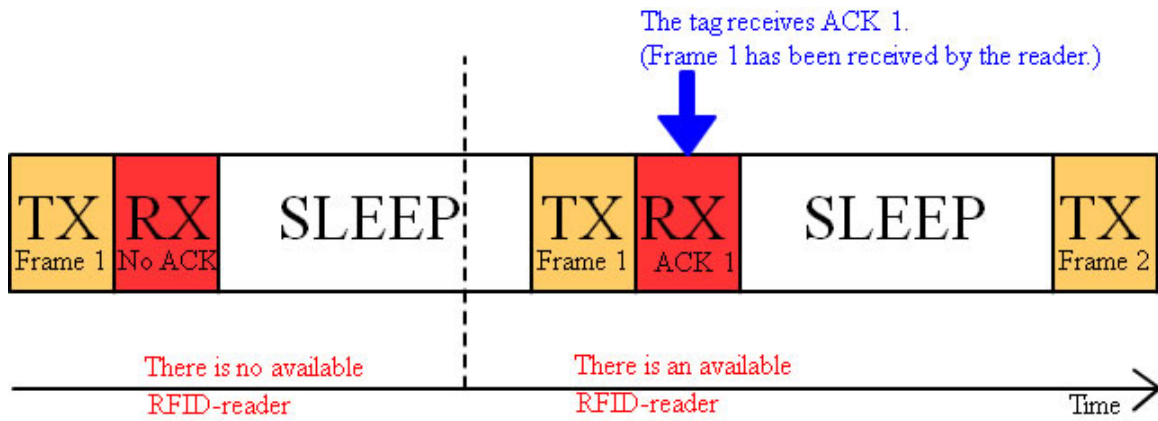 The tag receives ACK 1.
(Frame 1 has been received by the reader.)
TX RX SLEEP TX RX SLEEP TX
Frame 1 No ACK Frame 1 ACK 1 Frame 2
There is no available There is an available
RFID-reader RFID-reader Time